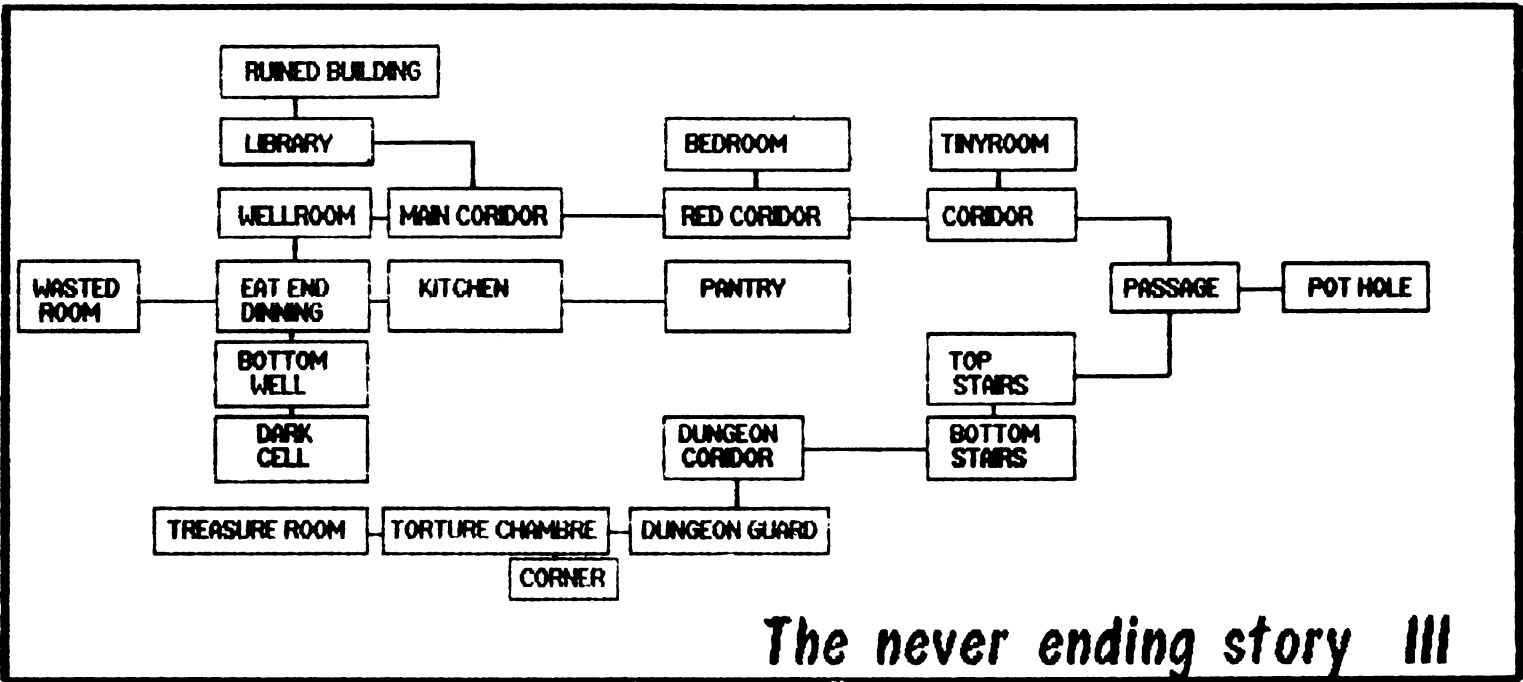 RUINED BUILDING
LIBRARY
BEDROOM
TINYROOM
WELLROOM
MAIN CORIDOR
RED CORIDOR
CORIDOR
WASTED
ROOM
EAT END
DINNING
KITCHEN
PANTRY
PASSAGE
POT HOLE
BOTTOM
WELL
TOP
STAIRS
DARK
CELL
DUNGEON
CORIDOR
BOTTOM
STAIRS
TREASURE ROOM
TORTURE CHAMBRE
DUNGEON GUARD
CORNER
The never ending story III